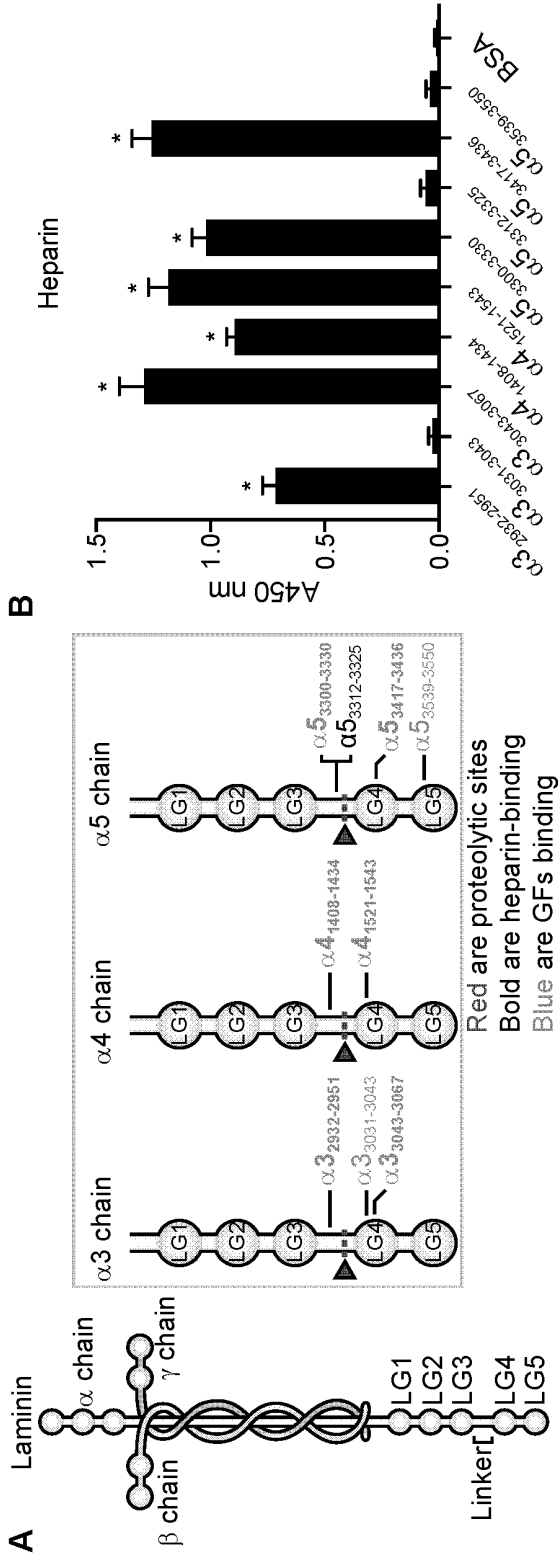 A
Laminin
α chain
β chain
γ chain
LG1
LG2
LG3
Linker
LG4
LG5
α3 chain
LG1
LG2
LG3
LG4
LG5
α3 2932-2951
α3 3031-3043
α3 3043-3067
α4 chain
LG1
LG2
LG3
LG4
LG5
α4 1408-1434
α4 1521-1543
α5 chain
LG1
LG2
LG3
LG4
LG5
α5 3300-3330
α5 3312-3325
α5 3417-3436
α5 3539-3550
Red are proteolytic sites
Bold are heparin-binding
Blue are GFs binding
B
Heparin
A450 nm
1.5
1.0
0.5
0.0
* * * * * *
α3 2932-2951
α3 3031-3043
α3 3043-3067
α4 1408-1434
α4 1521-1543
α5 3300-3330
α5 3312-3325
α5 3417-3436
α5 3539-3550
BSA